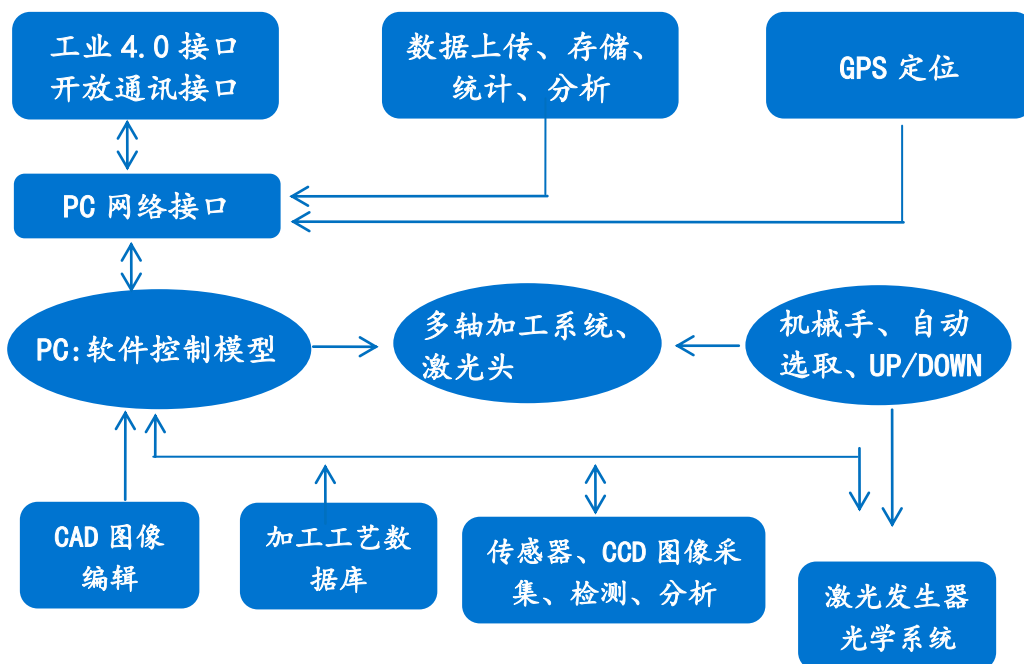 工业 4.0 接口
开放通讯接口
数据上传、存储、
统计、分析
GPS 定位
PC 网络接口
PC:软件控制模型
多轴加工系统、
激光头
机械手、自动
选取、UP/DOWN
CAD 图像
编辑
加工工艺数
据库
传感器、CCD 图像采
集、检测、分析
激光发生器
光学系统